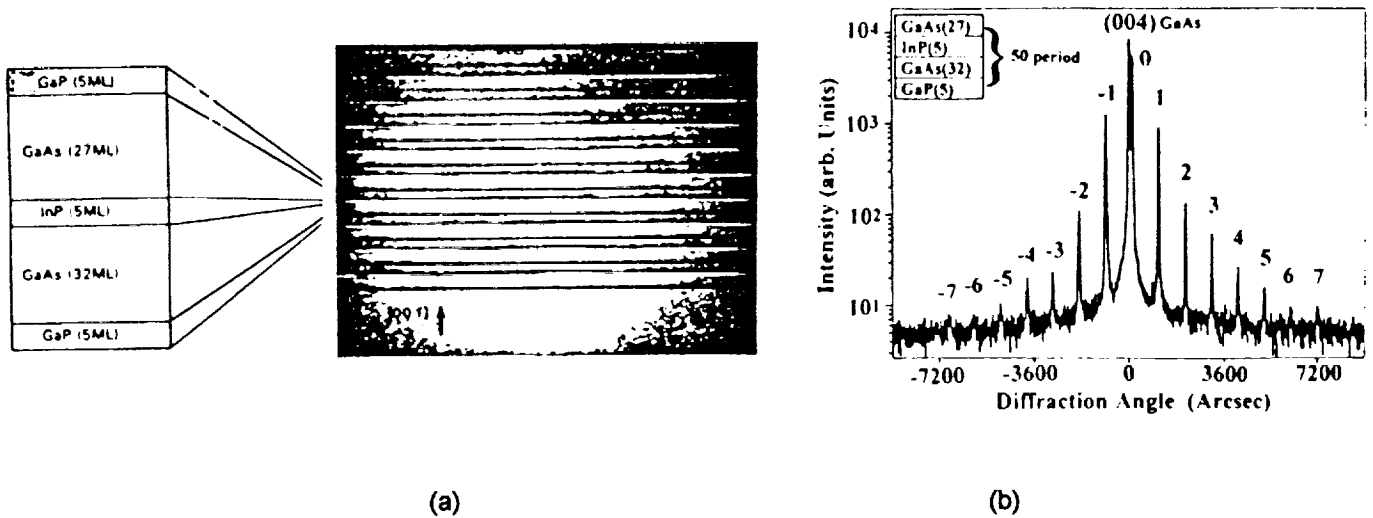 GaP (5ML)
GaAs (27ML)
InP (5ML)
GaAs (32ML)
GaP (5ML)
(a)
Intensity (arb. Units)
104
103
102
101
GaAs(27)
InP(5)
GaAs(32)
GaP(5)
50 period
(004) GaAs
-7
-6
-5
-4
-3
-2
-1
0
1
2
3
4
5
6
7
-7200
-3600
0
3600
7200
Diffraction Angle (Arcsec)
(b)